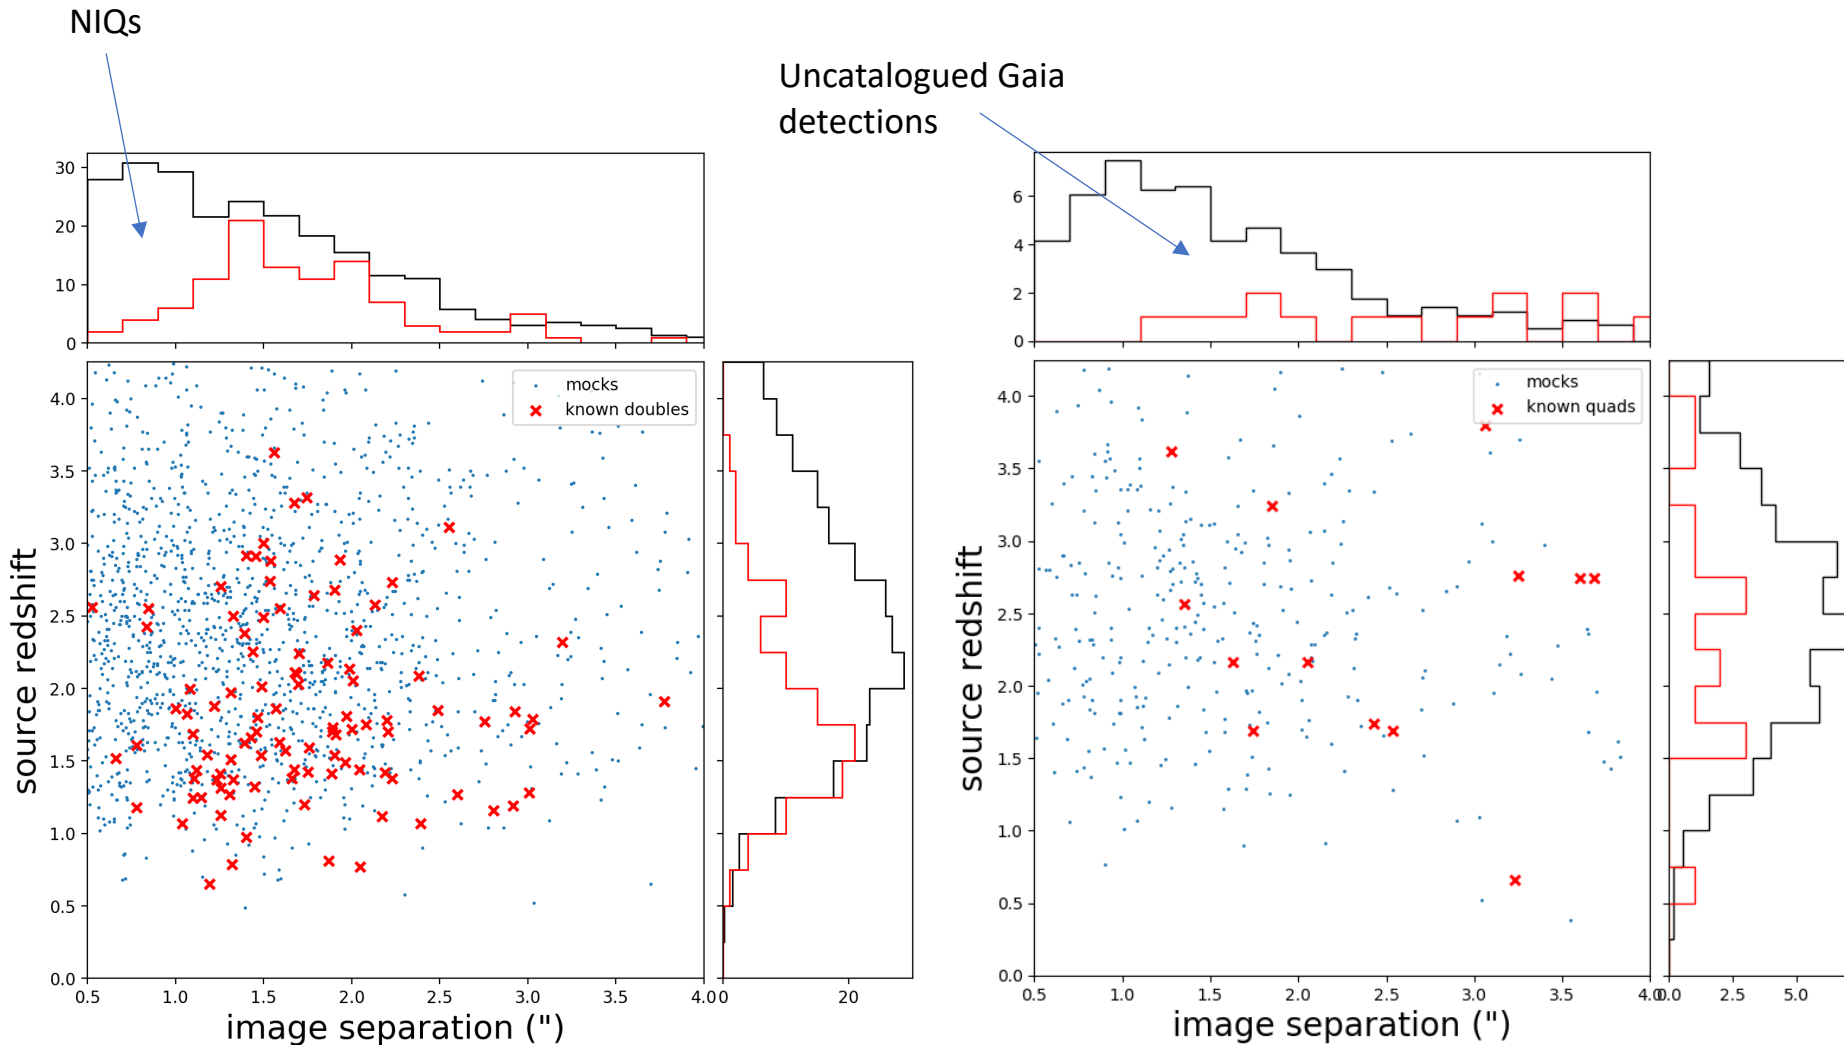 NIQs
Uncatalogued Gaia
detections
30
20
10
0
6
4
2
0
mocks
known doubles
mocks
known quads
4.0
3.5
3.0
2.5
2.0
1.5
1.0
0.5
0.0
source redshift
4.0
3.5
3.0
2.5
2.0
1.5
1.0
0.5
0.0
source redshift
0.5 1.0 1.5 2.0 2.5 3.0 3.5 4.0 0 20
0.5 1.0 1.5 2.0 2.5 3.0 3.5 4.0 0.0 2.5 5.0
image separation (")
image separation (")